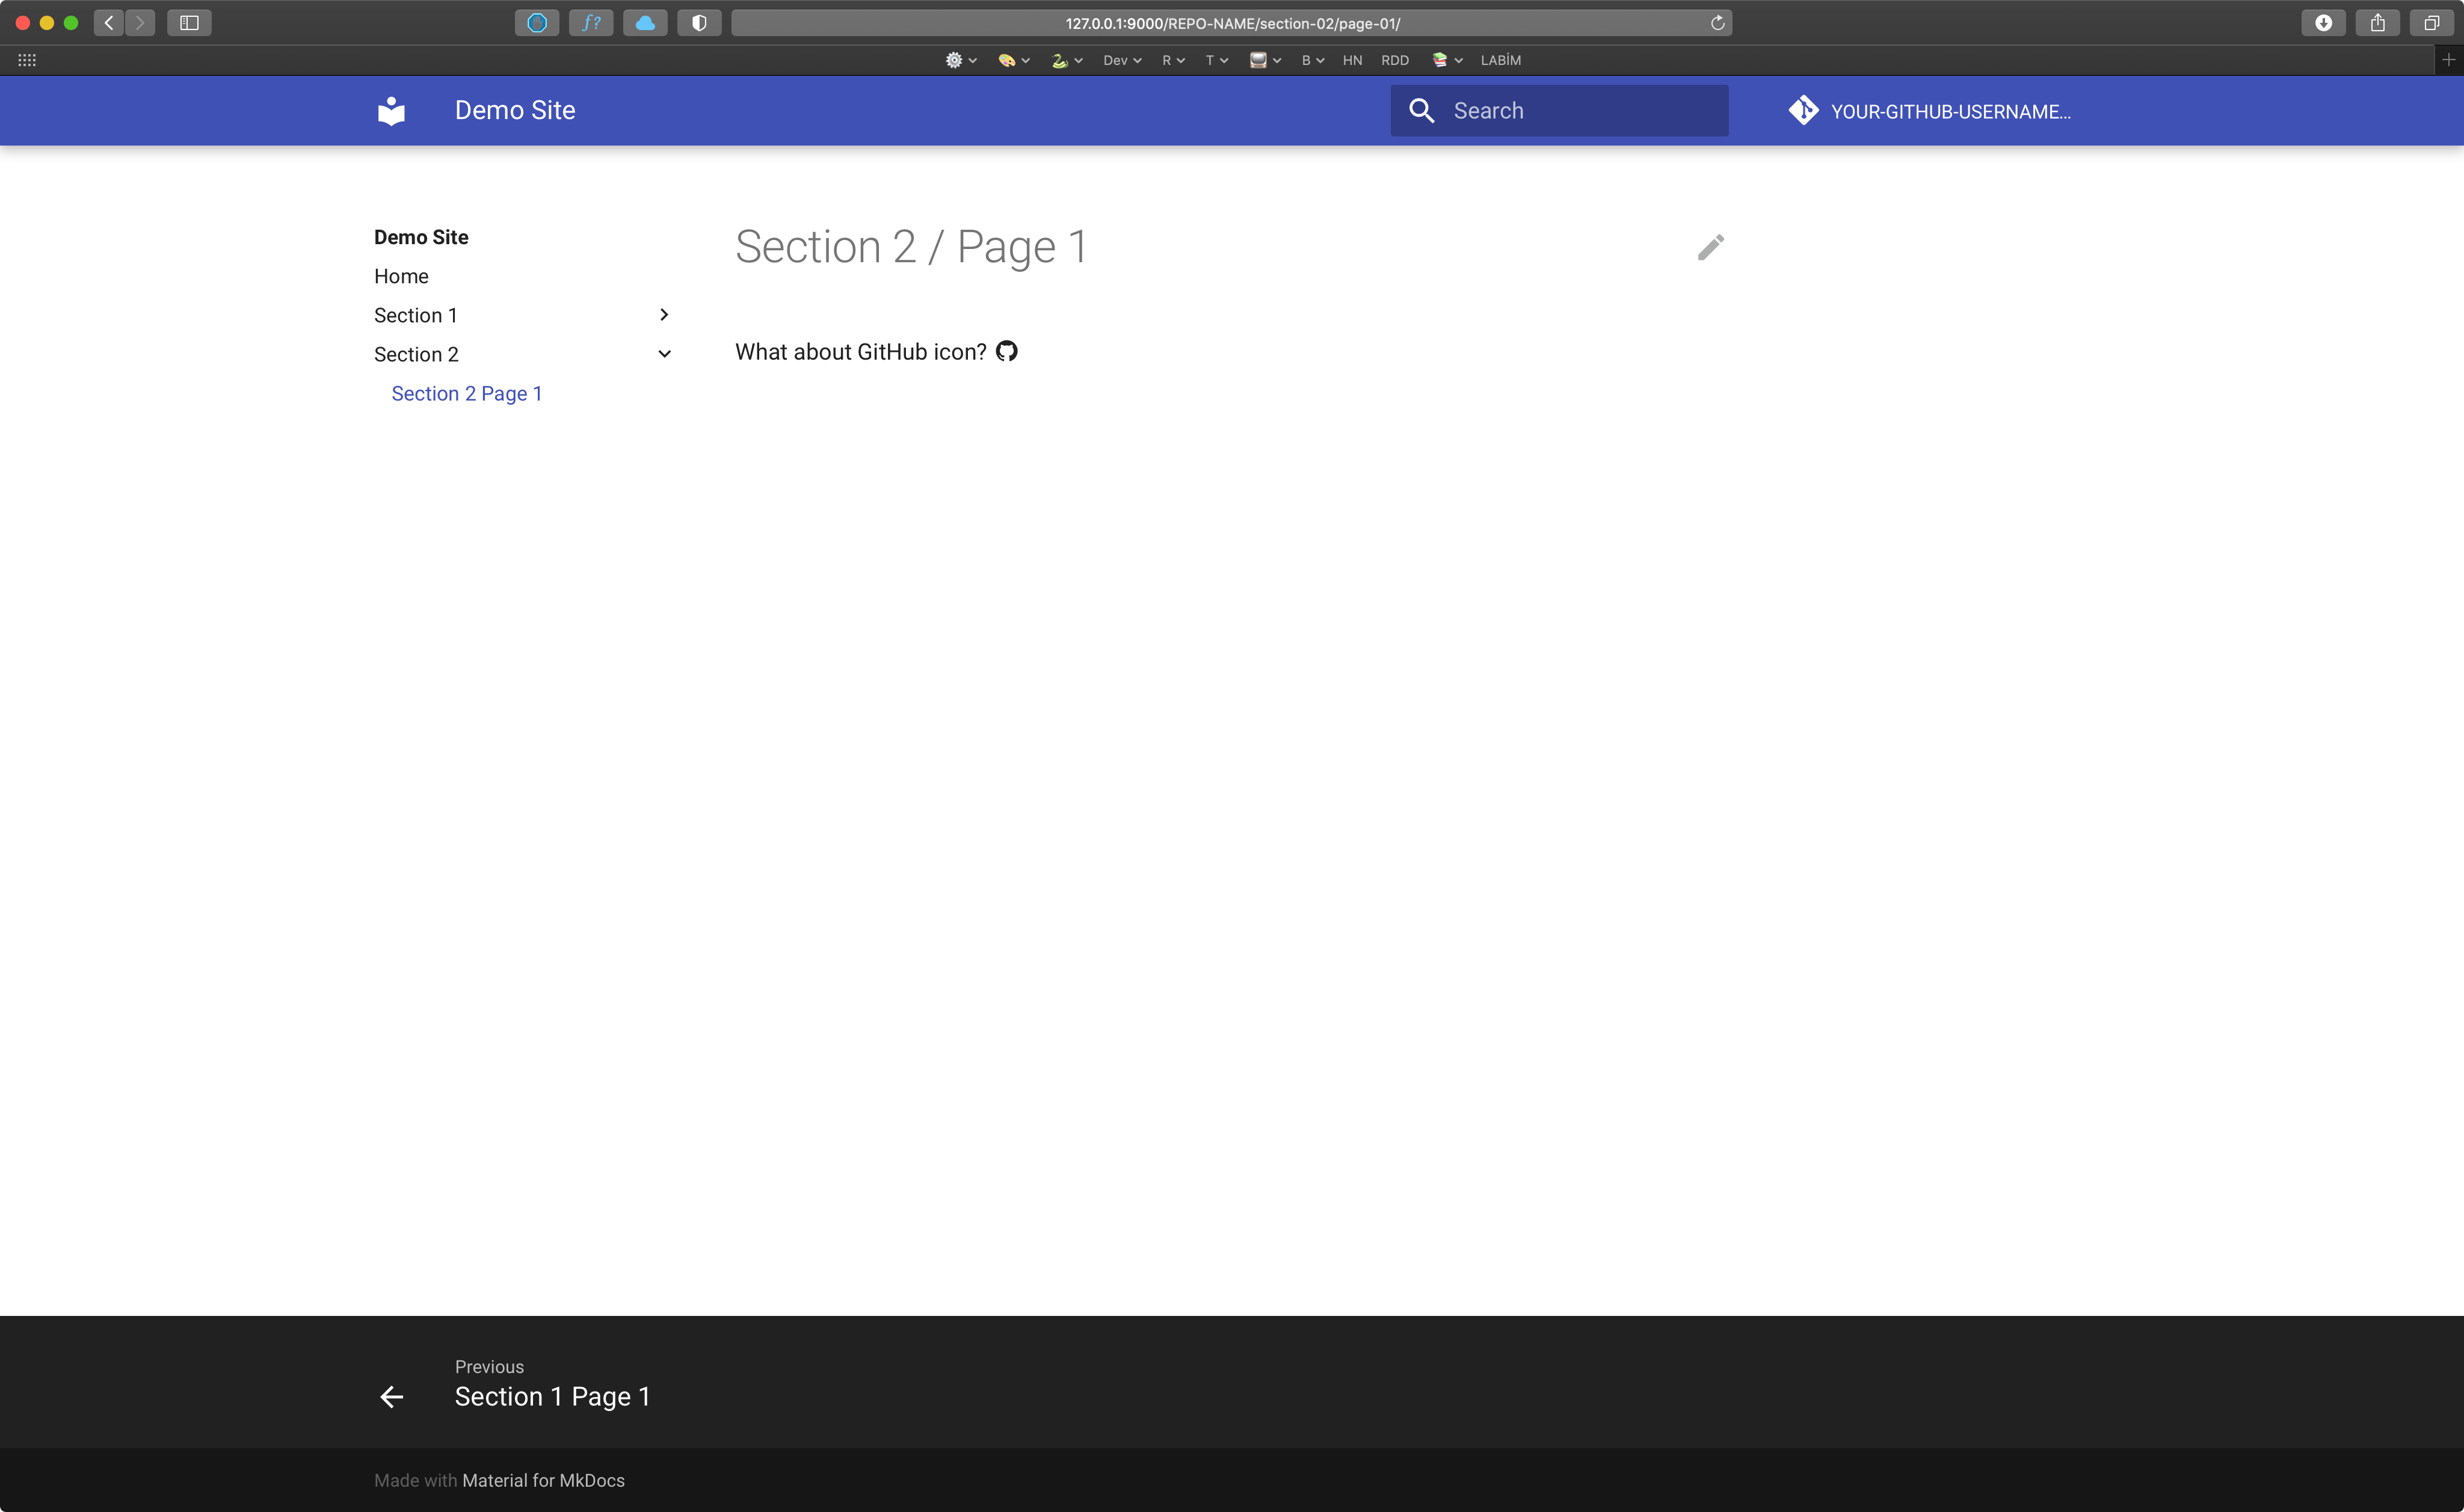 f?
127.0.0.1:9000/REPO-NAME/section-02/page-01/
Dev R T B HN RDD LABİM
Demo Site
Search
YOUR-GITHUB-USERNAME...
Demo Site
Home
Section 1
Section 2
Section 2 Page 1
Section 2 / Page 1
What about GitHub icon?
Previous
Section 1 Page 1
Made with Material for MkDocs